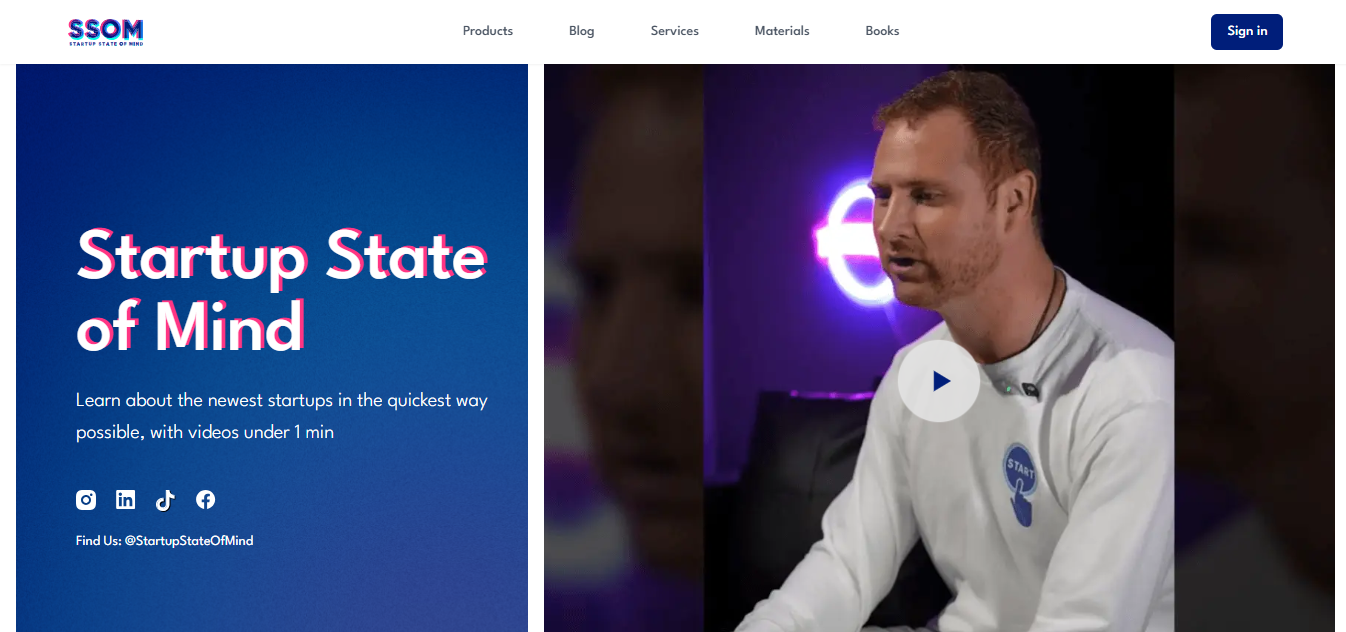 SSOM
STARTUP STATE OF MIND
Products
Blog
Services
Materials
Books
Sign in
Startup State
of Mind
Learn about the newest startups in the quickest way
possible, with videos under 1 min
Find Us: @StartupStateOfMind
START